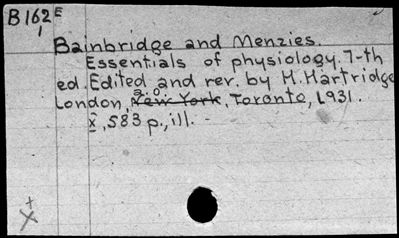 B162E
1
Bainbridge and Menzies.
Essentials of physiology. 7-th
ed. Edited and rev. by H. Hartridge
a.o.
London, New York, Toronto, 1931.
x, 583 p., ill.
+
X